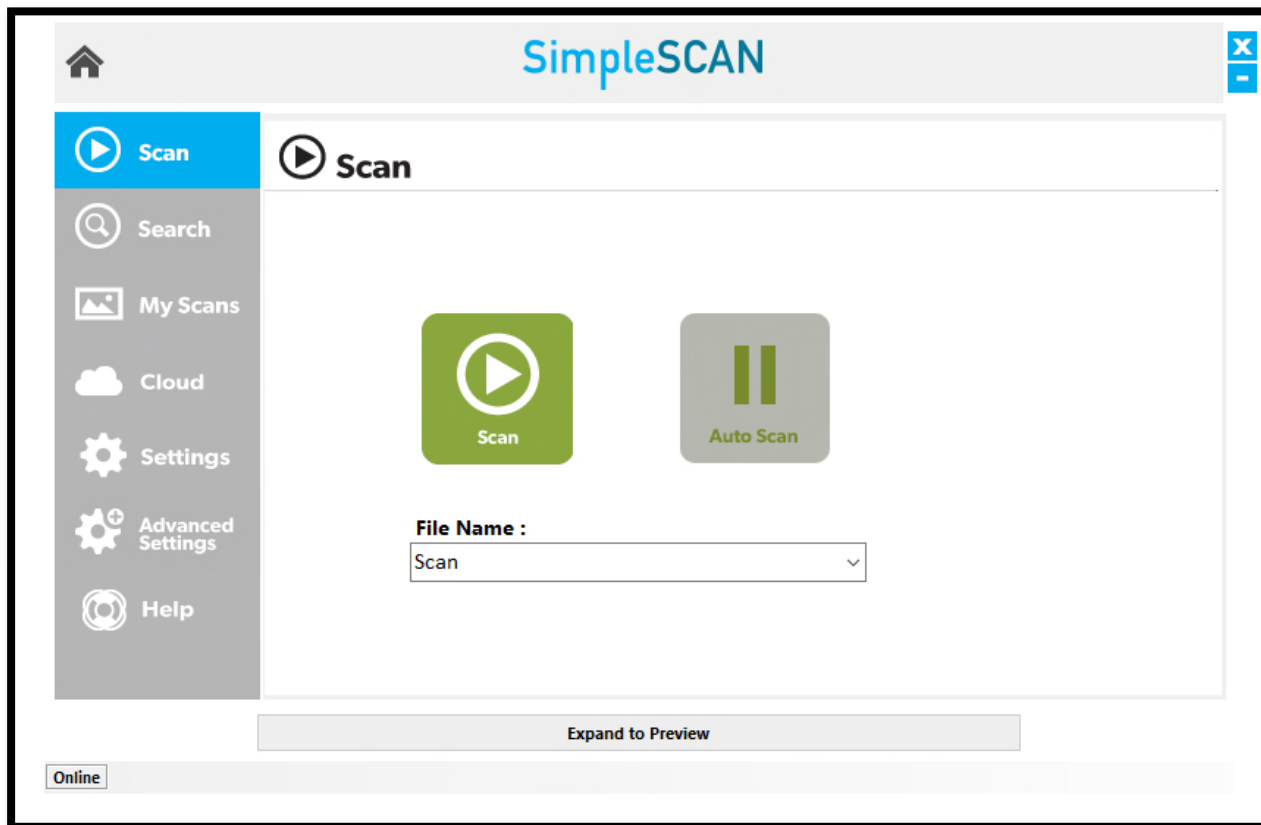 SimpleSCAN
X
-
Scan
Search
My Scans
Cloud
Settings
Advanced
Settings
Help
Scan
Scan
Auto Scan
File Name :
Scan
Expand to Preview
Online